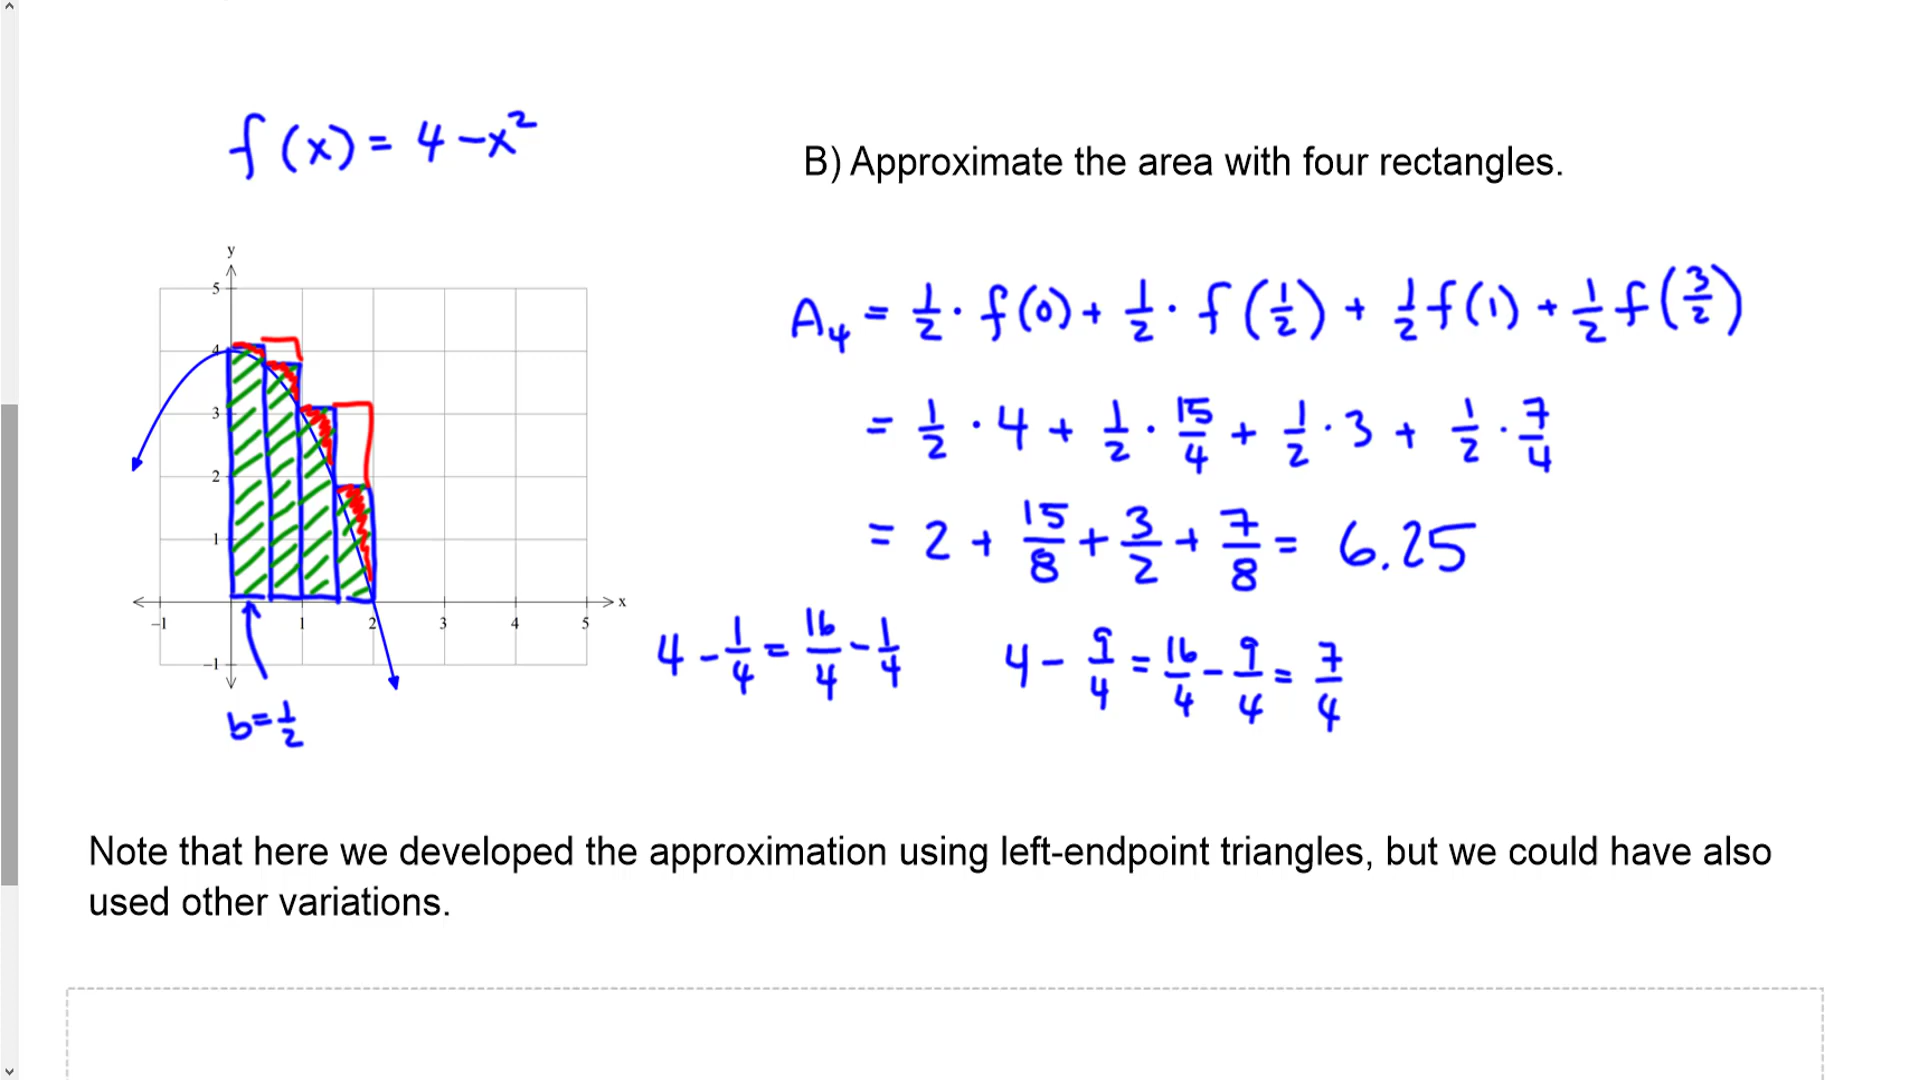 f(x) = 4 - x²
B) Approximate the area with four rectangles.
A₄ = 1/2 · f(0) + 1/2 · f(1/2) + 1/2 f(1) + 1/2 f(3/2)
= 1/2 · 4 + 1/2 · 15/4 + 1/2 · 3 + 1/2 · 7/4
= 2 + 15/8 + 3/2 + 7/8 = 6.25
4 - 1/4 = 16/4 - 1/4
4 - 9/4 = 16/4 - 9/4 = 7/4
y
5
4
3
2
1
-1
-1 1 2 3 4 5 x
b = 1/2
Note that here we developed the approximation using left-endpoint triangles, but we could have also
used other variations.